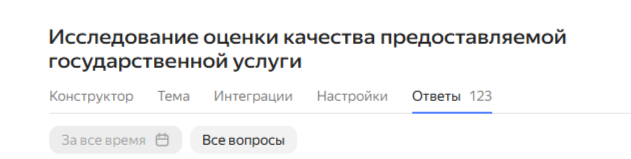 Исследование оценки качества предоставляемой
государственной услуги
Конструктор Тема Интеграции Настройки Ответы 123
За все время Все вопросы